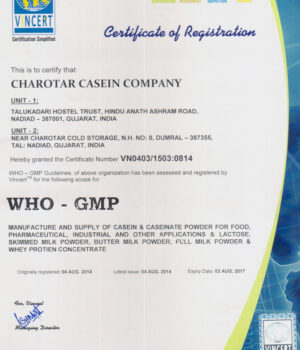 VINCERT
Certification Simplified
Certificate of Registration
This is to certify that:
CHAROTAR CASEIN COMPANY
UNIT - 1:
TALUKADARI HOSTEL TRUST, HINDU ANATH ASHRAM ROAD,
NADIAD – 387001, GUJARAT, INDIA
UNIT - 2:
NEAR CHAROTAR COLD STORAGE, N.H. NO: 8, DUMRAL – 387355,
TAL: NADIAD, GUJARAT, INDIA
Hereby granted the Certificate Number VN0403/1503:0814
WHO – GMP Guidelines, of above organization has been assessed and registered by
Vincert™ for the following scope for:
WHO - GMP
MANUFACTURE AND SUPPLY OF CASEIN & CASEINATE POWDER FOR FOOD,
PHARMACEUTICAL, INDUSTRIAL AND OTHER APPLICATIONS & LACTOSE,
SKIMMED MILK POWDER, BUTTER MILK POWDER, FULL MILK POWDER &
WHEY PROTIEN CONCENTRATE
Originally registered: 04 AUG. 2014 Latest issue: 04 AUG. 2014 Expiry Date: 03 AUG. 2017
For, Vincert
Managing Director
VINCERT